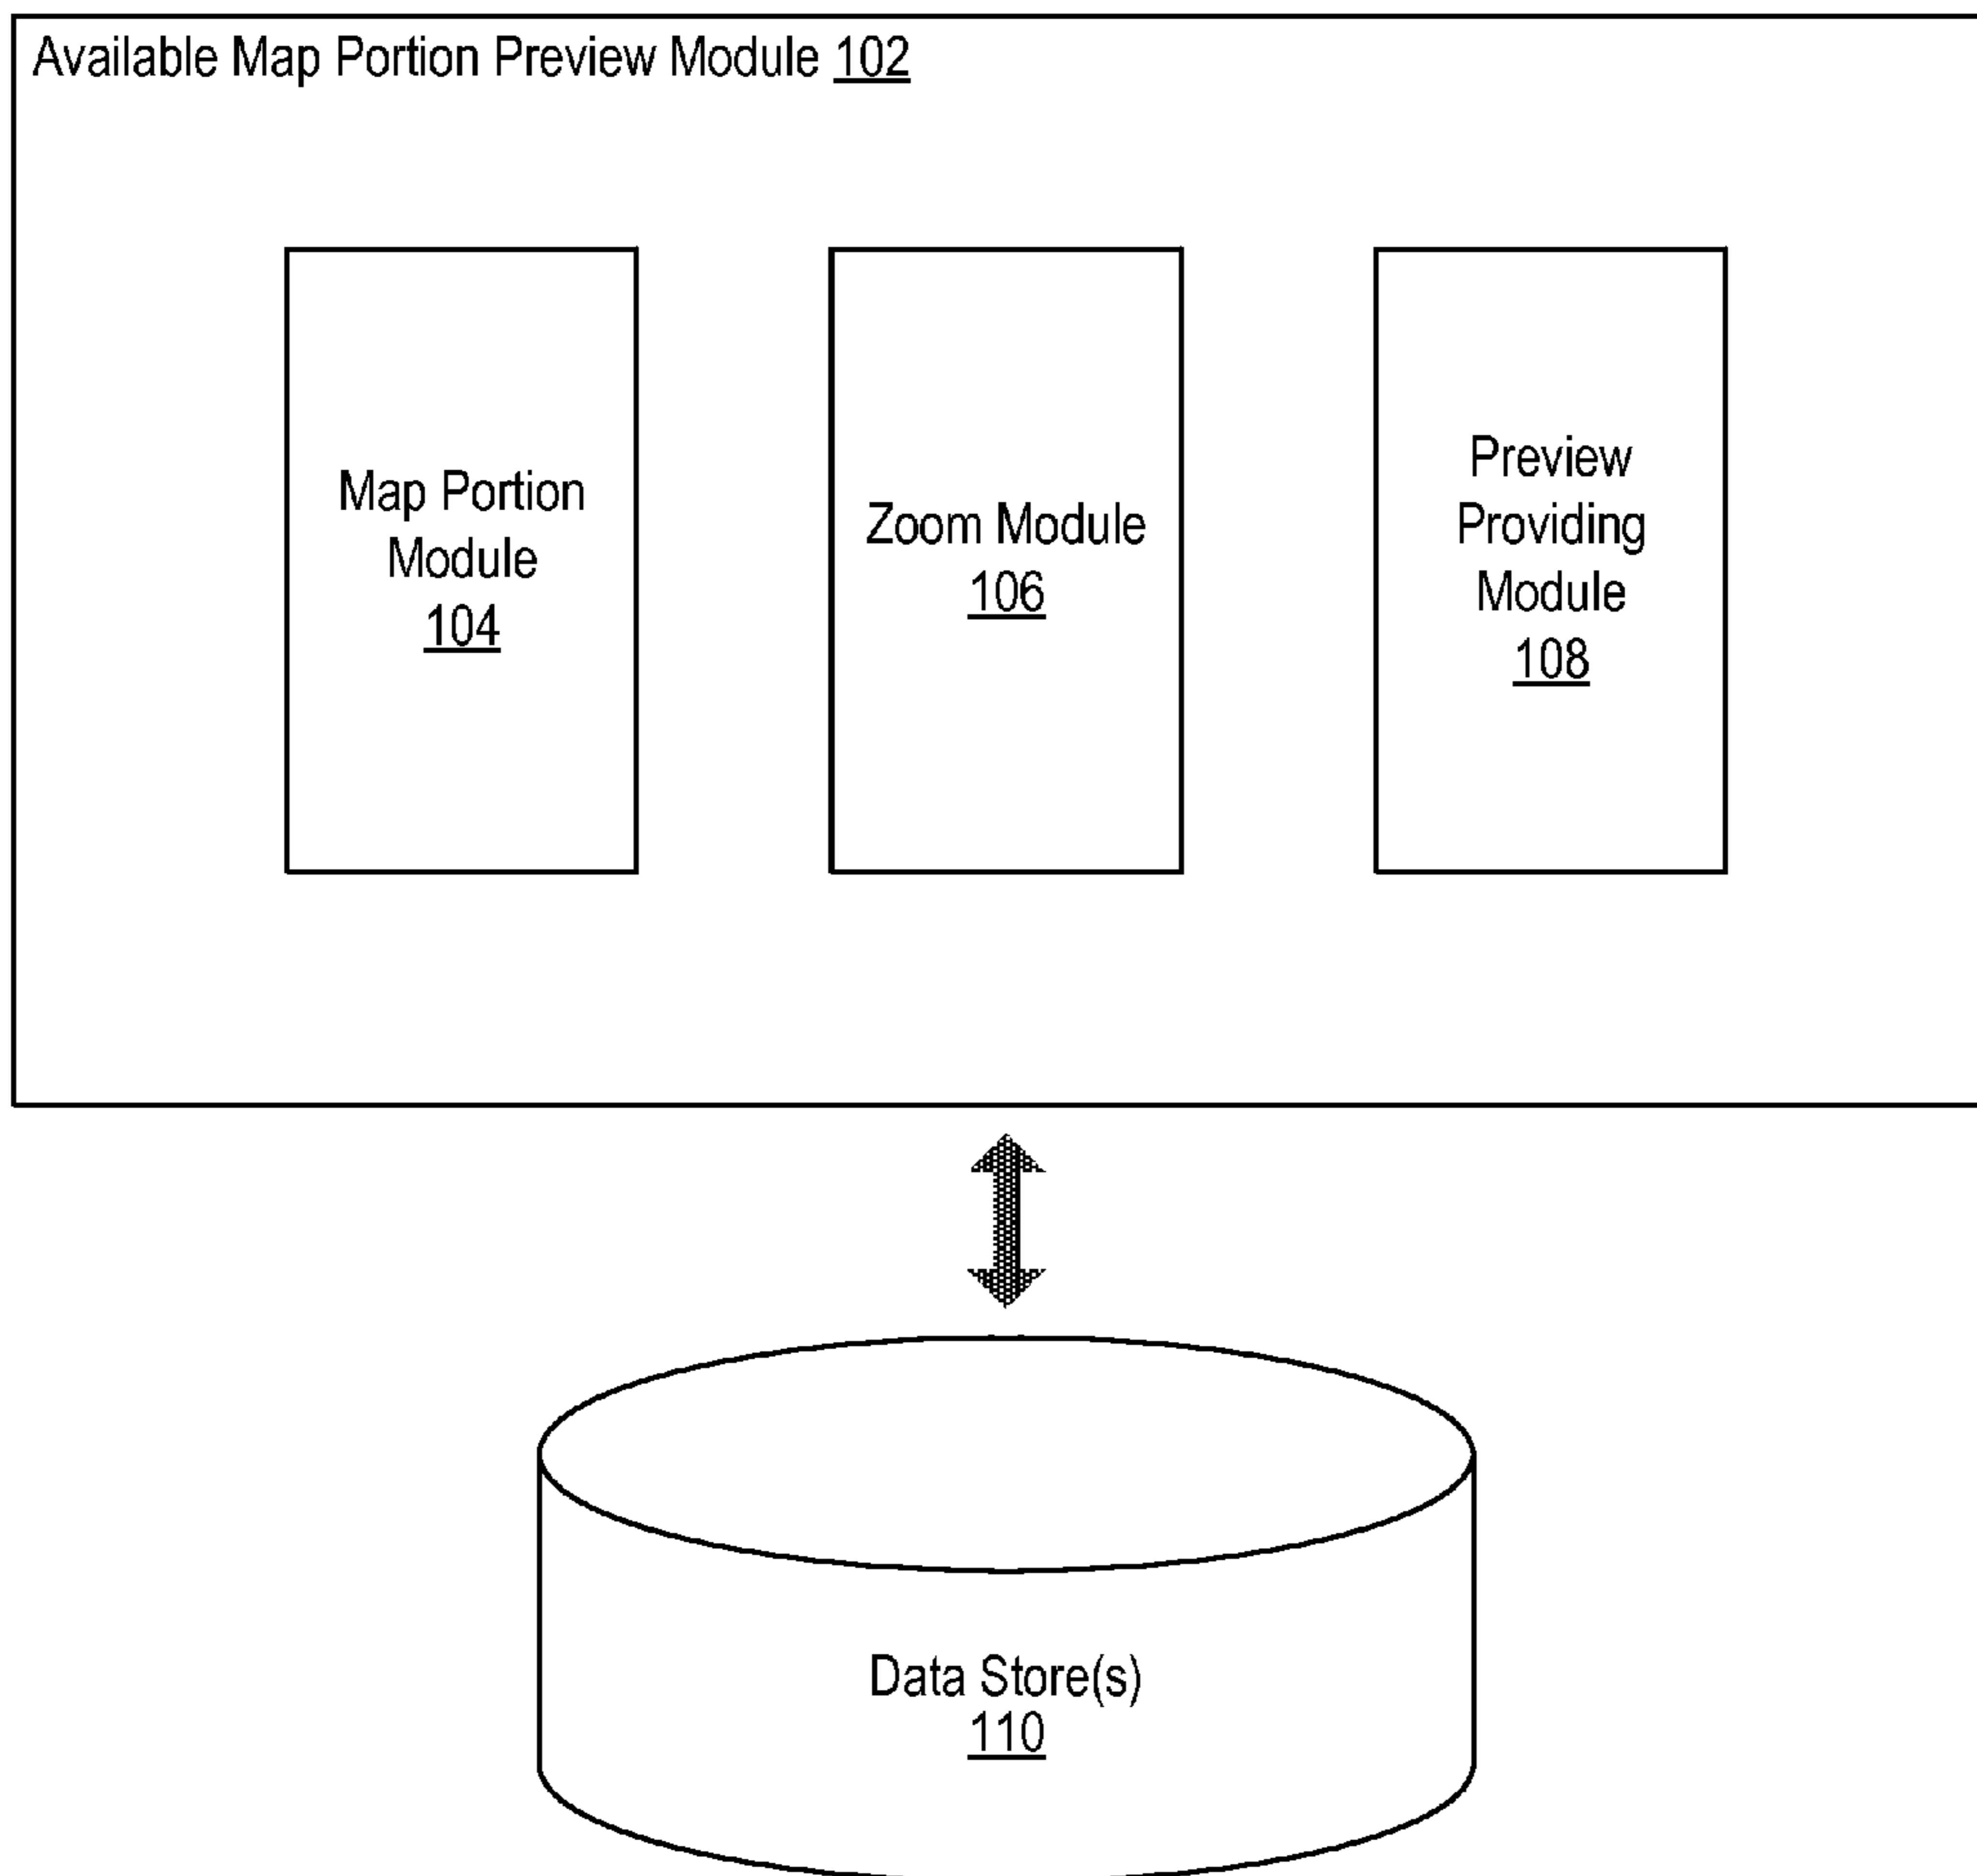 Available Map Portion Preview Module 102
Map Portion
Module
104
Zoom Module
106
Preview
Providing
Module
108
Data Store(s)
110